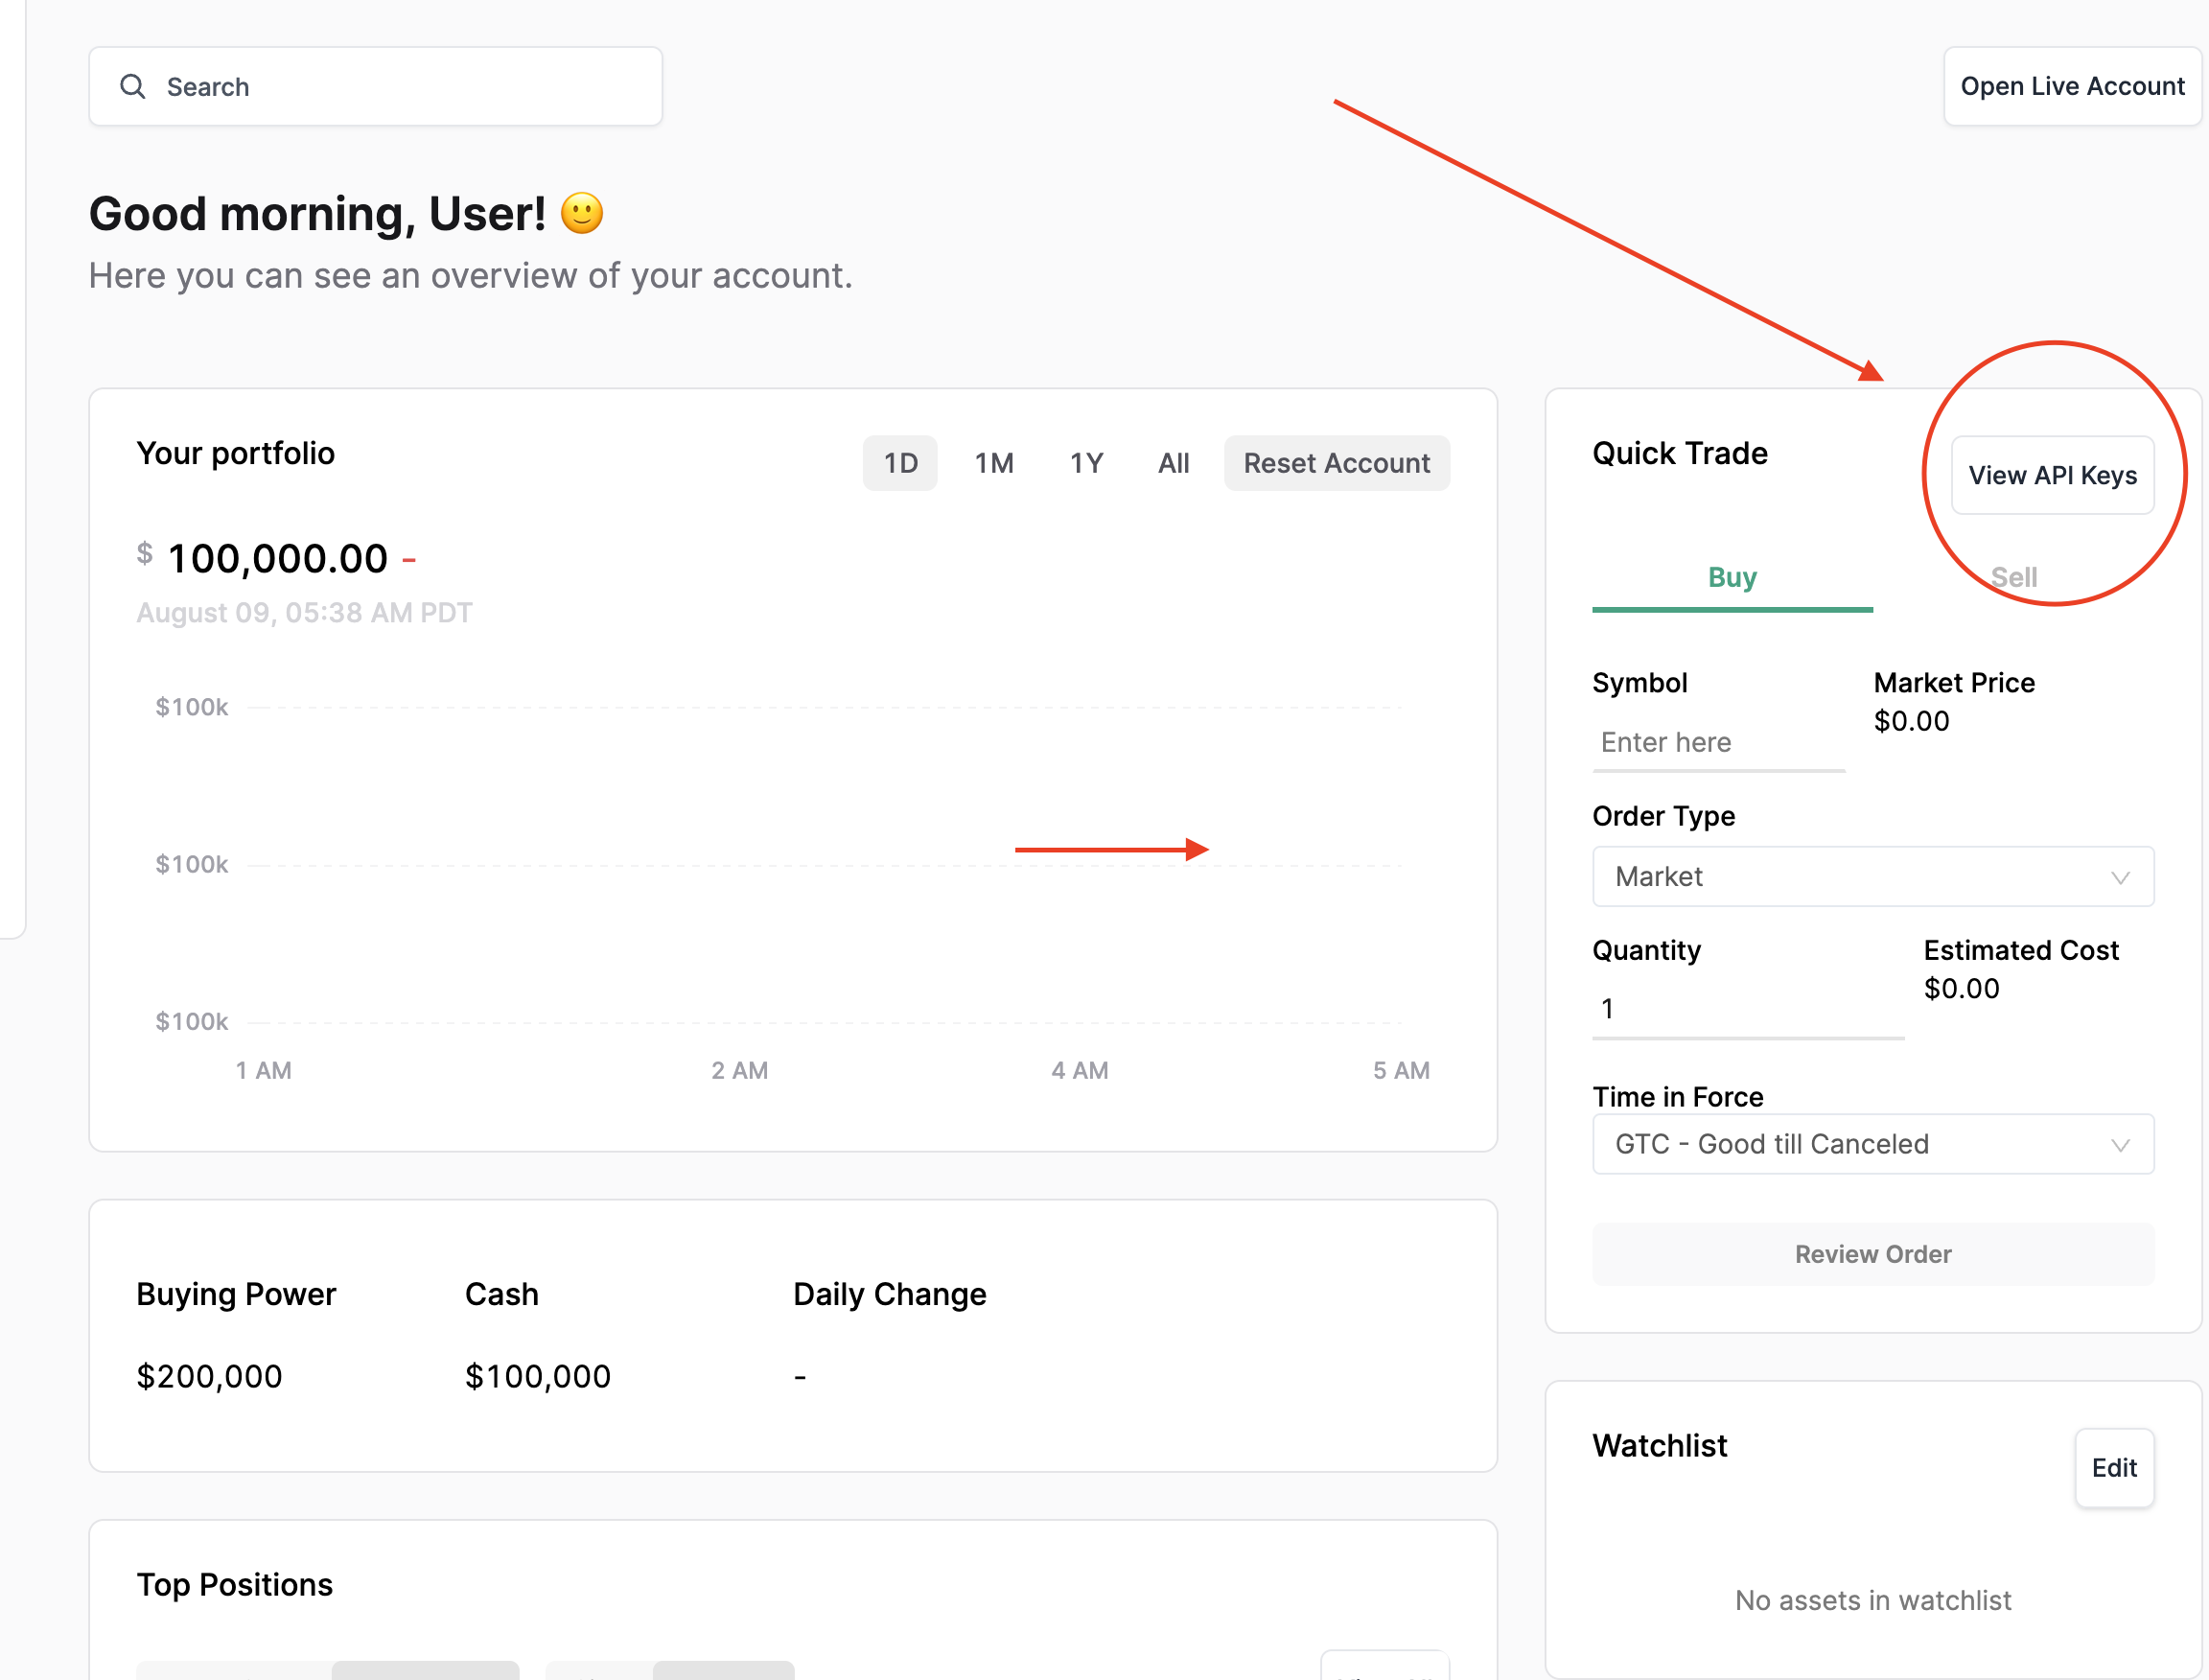 Search
Open Live Account
Good morning, User! 🙂
Here you can see an overview of your account.
Your portfolio
1D 1M 1Y All Reset Account
$ 100,000.00 -
August 09, 05:38 AM PDT
$100k
$100k
$100k
1 AM 2 AM 4 AM 5 AM
Quick Trade
View API Keys
Buy Sell
Symbol
Enter here
Market Price
$0.00
Order Type
Market
Quantity
1
Estimated Cost
$0.00
Time in Force
GTC - Good till Canceled
Review Order
Buying Power Cash Daily Change
$200,000 $100,000 -
Watchlist
Edit
No assets in watchlist
Top Positions